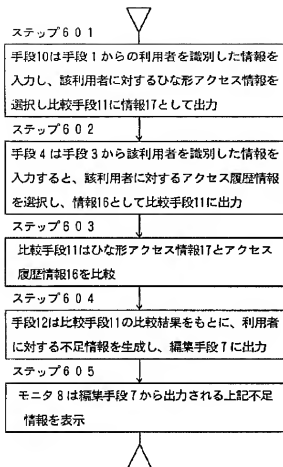 ステップ601
手段10は手段1からの利用者を識別した情報を
入力し、該利用者に対するひな形アクセス情報を
選択し比較手段11に情報17として出力
ステップ602
手段4は手段3から該利用者を識別した情報を
入力すると、該利用者に対するアクセス履歴情報
を選択し、情報16として比較手段11に出力
ステップ603
比較手段11はひな形アクセス情報17とアクセス
履歴情報16を比較
ステップ604
手段12は比較手段11の比較結果をもとに、利用者
に対する不足情報を生成し、編集手段7に出力
ステップ605
モニタ8は編集手段7から出力される上記不足
情報を表示